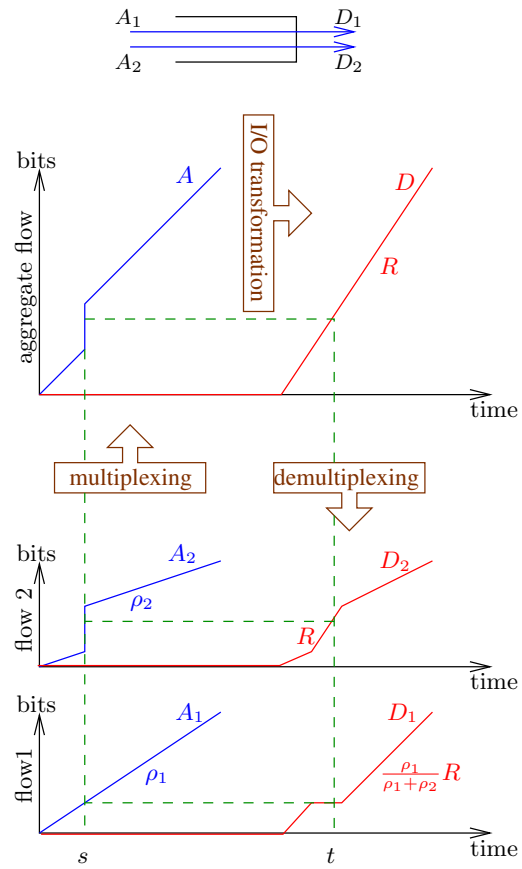 A₁ D₁
A₂ D₂
I/O transformation
bits
aggregate flow
A
D
R
time
multiplexing
demultiplexing
bits
flow 2
A₂
ρ₂
R
D₂
time
bits
flow1
A₁
ρ₁
D₁
ρ₁/(ρ₁+ρ₂) R
time
s
t